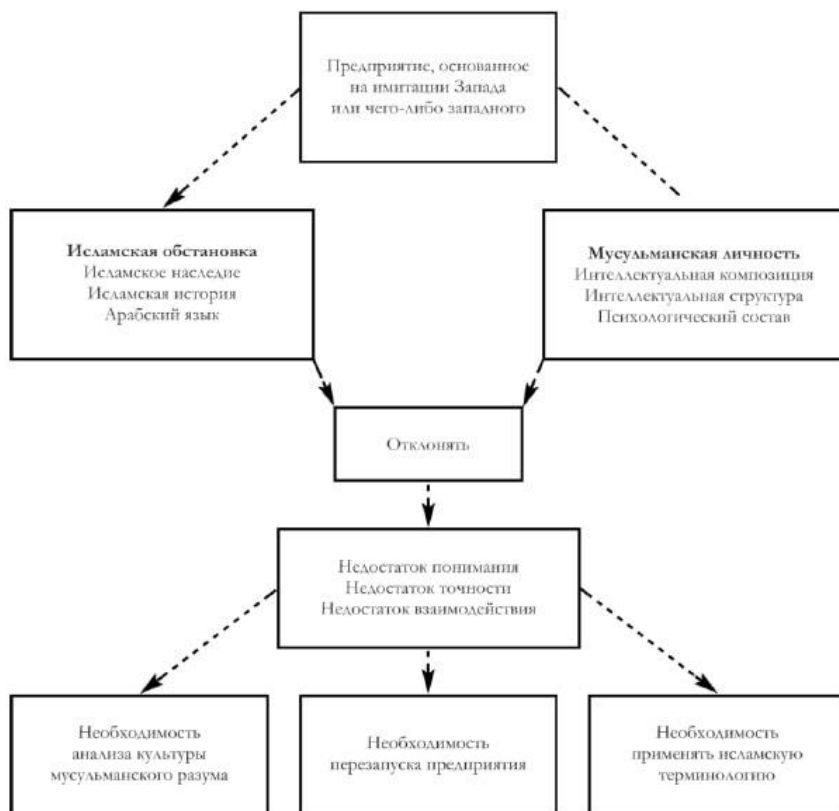 Предприятие, основанное
на имитации Запада
или чего-либо западного
Исламская обстановка
Исламское наследие
Исламская история
Арабский язык
Мусульманская личность
Интеллектуальная композиция
Интеллектуальная структура
Психологический состав
Отклонять
Недостаток понимания
Недостаток точности
Недостаток взаимодействия
Необходимость
анализа культуры
мусульманского разума
Необходимость
перезапуска предприятия
Необходимость
применять исламскую
терминологию